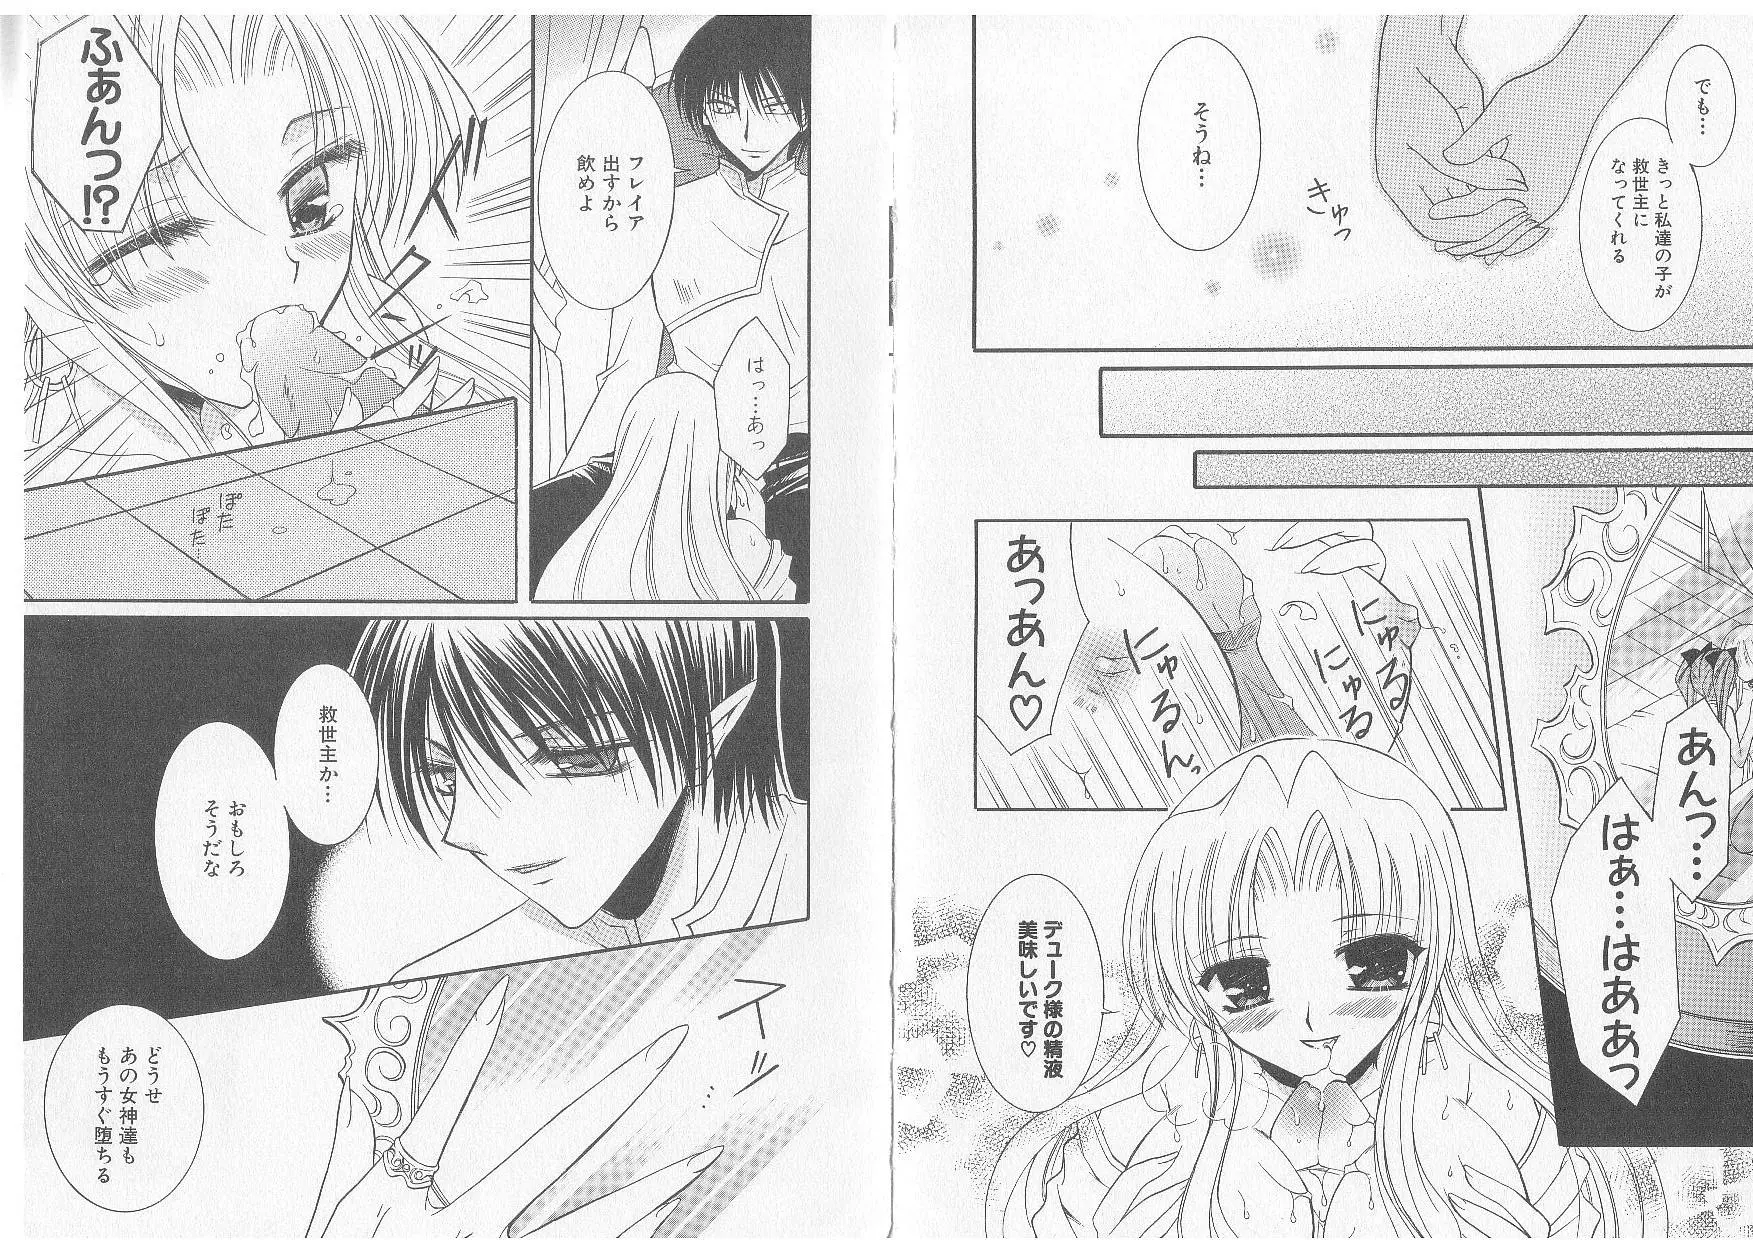 でも…
きっと私達の子が
救世主に
なってくれる
そうね…
きゅっ
あんっ…
はぁ…はああっ
にゅる
にゅる
にゅるんっ
あっあん♡
デューク様の精液
美味しいです♡
フレイア
出すから
飲めよ
はっ…あっ
ふぁんっ!?
ぽた
ぽた…
救世主か…
おもしろ
そうだな
どうせ
あの女神達も
もうすぐ堕ちる